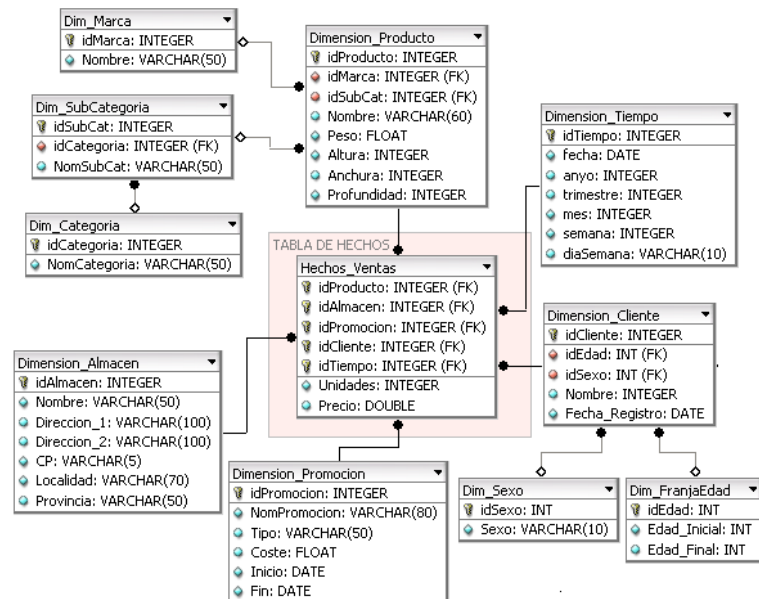 Dim_Marca
idMarca: INTEGER
Nombre: VARCHAR(50)
Dimension_Producto
idProducto: INTEGER
idMarca: INTEGER (FK)
idSubCat: INTEGER (FK)
Nombre: VARCHAR(60)
Peso: FLOAT
Altura: INTEGER
Anchura: INTEGER
Profundidad: INTEGER
Dim_SubCategoria
idSubCat: INTEGER
idCategoria: INTEGER (FK)
NomSubCat: VARCHAR(50)
Dimension_Tiempo
idTiempo: INTEGER
fecha: DATE
anyo: INTEGER
trimestre: INTEGER
mes: INTEGER
semana: INTEGER
diaSemana: VARCHAR(10)
Dim_Categoria
idCategoria: INTEGER
NomCategoria: VARCHAR(50)
TABLA DE HECHOS
Hechos_Ventas
idProducto: INTEGER (FK)
idAlmacen: INTEGER (FK)
idPromocion: INTEGER (FK)
idCliente: INTEGER (FK)
idTiempo: INTEGER (FK)
Unidades: INTEGER
Precio: DOUBLE
Dimension_Cliente
idCliente: INTEGER
idEdad: INT (FK)
idSexo: INT (FK)
Nombre: INTEGER
Fecha_Registro: DATE
Dimension_Almacen
idAlmacen: INTEGER
Nombre: VARCHAR(50)
Direccion_1: VARCHAR(100)
Direccion_2: VARCHAR(100)
CP: VARCHAR(5)
Localidad: VARCHAR(70)
Provincia: VARCHAR(50)
Dimension_Promocion
idPromocion: INTEGER
NomPromocion: VARCHAR(80)
Tipo: VARCHAR(50)
Coste: FLOAT
Inicio: DATE
Fin: DATE
Dim_Sexo
idSexo: INT
Sexo: VARCHAR(10)
Dim_FranjaEdad
idEdad: INT
Edad_Inicial: INT
Edad_Final: INT